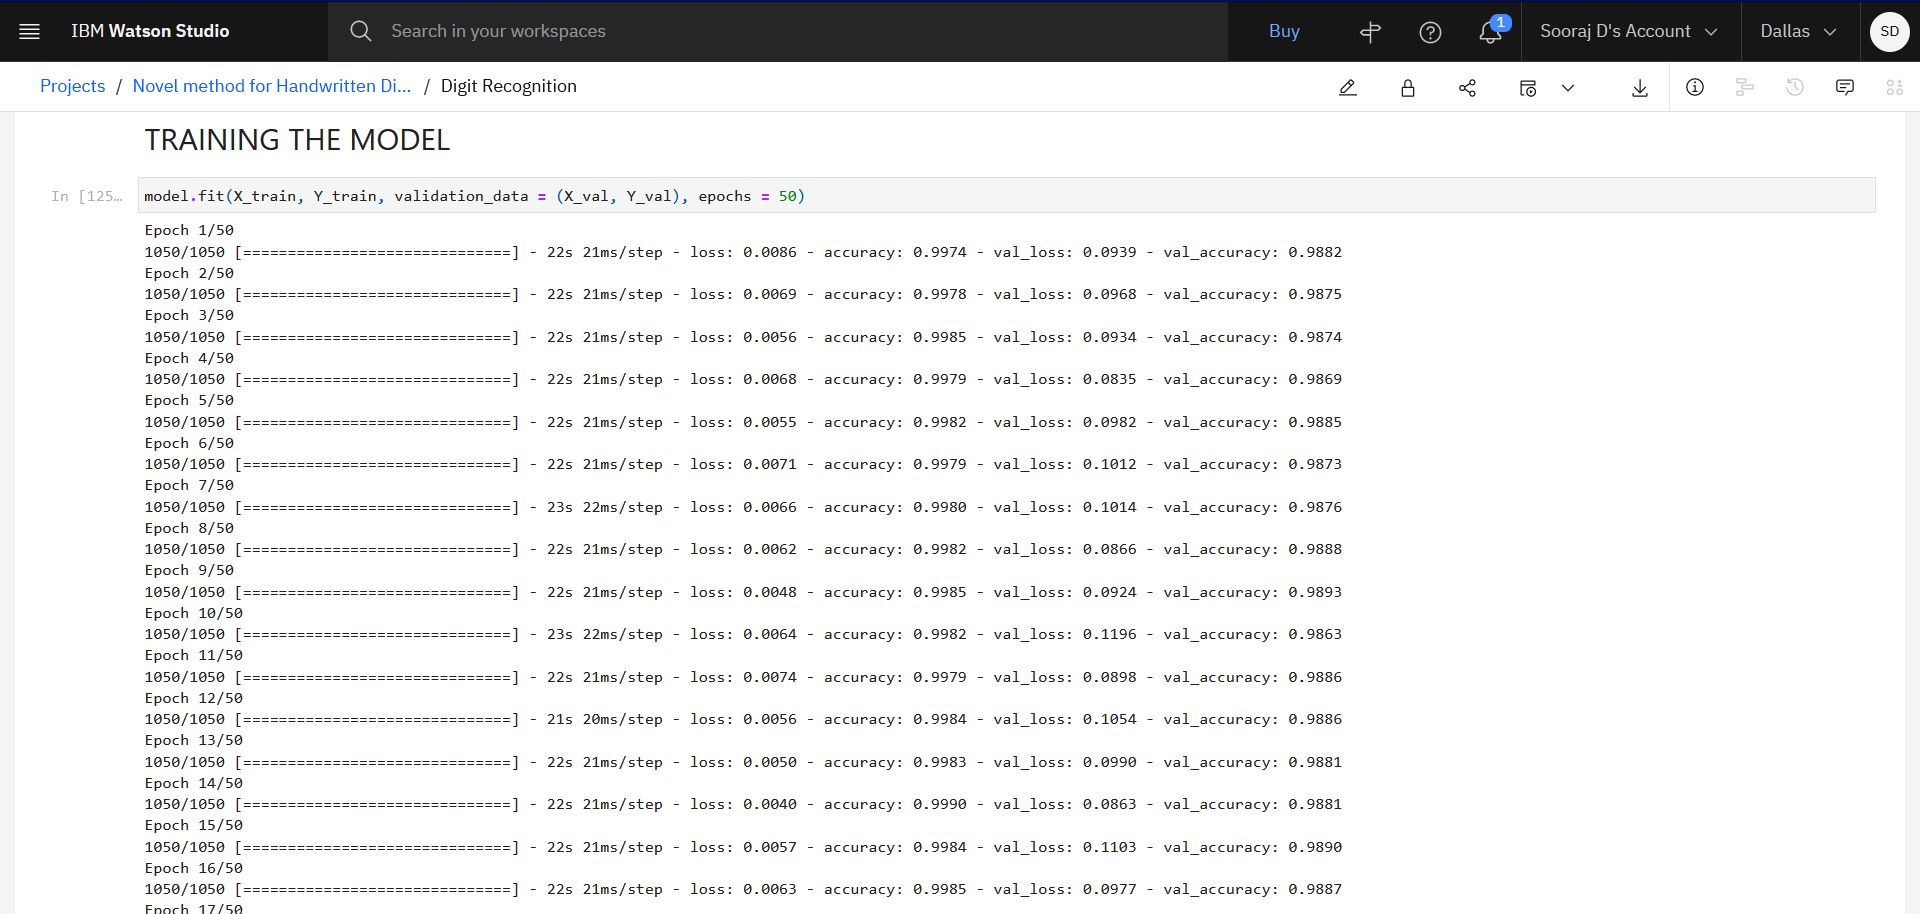 IBM Watson Studio
Search in your workspaces
Buy
1
Sooraj D's Account
Dallas
SD
Projects / Novel method for Handwritten Di... / Digit Recognition
TRAINING THE MODEL
In [125...
model.fit(X_train, Y_train, validation_data = (X_val, Y_val), epochs = 50)
Epoch 1/50
1050/1050 [==============================] - 22s 21ms/step - loss: 0.0086 - accuracy: 0.9974 - val_loss: 0.0939 - val_accuracy: 0.9882
Epoch 2/50
1050/1050 [==============================] - 22s 21ms/step - loss: 0.0069 - accuracy: 0.9978 - val_loss: 0.0968 - val_accuracy: 0.9875
Epoch 3/50
1050/1050 [==============================] - 22s 21ms/step - loss: 0.0056 - accuracy: 0.9985 - val_loss: 0.0934 - val_accuracy: 0.9874
Epoch 4/50
1050/1050 [==============================] - 22s 21ms/step - loss: 0.0068 - accuracy: 0.9979 - val_loss: 0.0835 - val_accuracy: 0.9869
Epoch 5/50
1050/1050 [==============================] - 22s 21ms/step - loss: 0.0055 - accuracy: 0.9982 - val_loss: 0.0982 - val_accuracy: 0.9885
Epoch 6/50
1050/1050 [==============================] - 22s 21ms/step - loss: 0.0071 - accuracy: 0.9979 - val_loss: 0.1012 - val_accuracy: 0.9873
Epoch 7/50
1050/1050 [==============================] - 23s 22ms/step - loss: 0.0066 - accuracy: 0.9980 - val_loss: 0.1014 - val_accuracy: 0.9876
Epoch 8/50
1050/1050 [==============================] - 22s 21ms/step - loss: 0.0062 - accuracy: 0.9982 - val_loss: 0.0866 - val_accuracy: 0.9888
Epoch 9/50
1050/1050 [==============================] - 22s 21ms/step - loss: 0.0048 - accuracy: 0.9985 - val_loss: 0.0924 - val_accuracy: 0.9893
Epoch 10/50
1050/1050 [==============================] - 23s 22ms/step - loss: 0.0064 - accuracy: 0.9982 - val_loss: 0.1196 - val_accuracy: 0.9863
Epoch 11/50
1050/1050 [==============================] - 22s 21ms/step - loss: 0.0074 - accuracy: 0.9979 - val_loss: 0.0898 - val_accuracy: 0.9886
Epoch 12/50
1050/1050 [==============================] - 21s 20ms/step - loss: 0.0056 - accuracy: 0.9984 - val_loss: 0.1054 - val_accuracy: 0.9886
Epoch 13/50
1050/1050 [==============================] - 22s 21ms/step - loss: 0.0050 - accuracy: 0.9983 - val_loss: 0.0990 - val_accuracy: 0.9881
Epoch 14/50
1050/1050 [==============================] - 22s 21ms/step - loss: 0.0040 - accuracy: 0.9990 - val_loss: 0.0863 - val_accuracy: 0.9881
Epoch 15/50
1050/1050 [==============================] - 22s 21ms/step - loss: 0.0057 - accuracy: 0.9984 - val_loss: 0.1103 - val_accuracy: 0.9890
Epoch 16/50
1050/1050 [==============================] - 22s 21ms/step - loss: 0.0063 - accuracy: 0.9985 - val_loss: 0.0977 - val_accuracy: 0.9887
Epoch 17/50